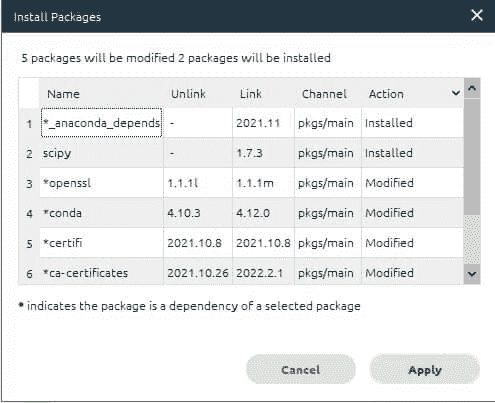 Install Packages
5 packages will be modified 2 packages will be installed
Name Unlink Link Channel Action
1 *_anaconda_depends - 2021.11 pkgs/main Installed
2 scipy - 1.7.3 pkgs/main Installed
3 *openssl 1.1.1l 1.1.1m pkgs/main Modified
4 *conda 4.10.3 4.12.0 pkgs/main Modified
5 *certifi 2021.10.8 2021.10.8 pkgs/main Modified
6 *ca-certificates 2021.10.26 2022.2.1 pkgs/main Modified
* indicates the package is a dependency of a selected package
Cancel Apply